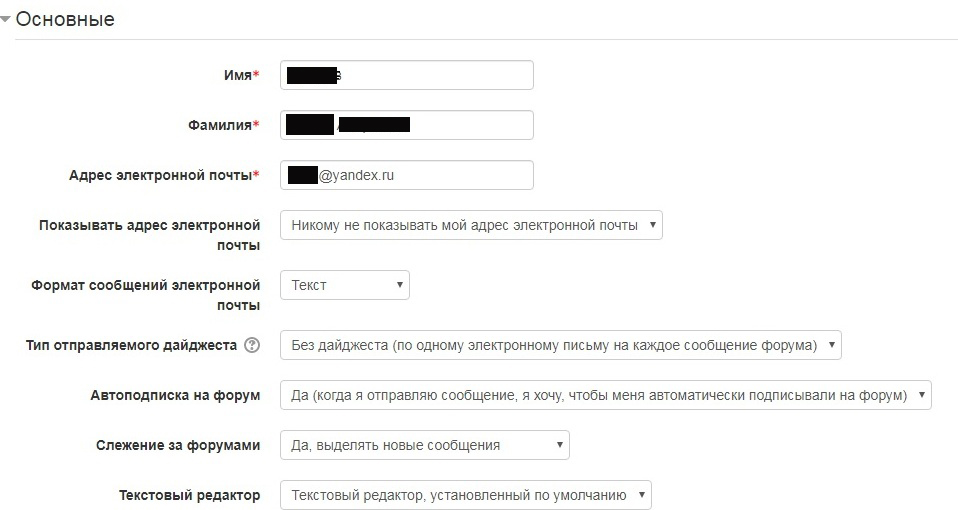 Основные
Имя*
Фамилия*
Адрес электронной почты* @yandex.ru
Показывать адрес электронной Никому не показывать мой адрес электронной почты
почты
Формат сообщений электронной Текст
почты
Тип отправляемого дайджеста ? Без дайджеста (по одному электронному письму на каждое сообщение форума)
Автоподписка на форум Да (когда я отправляю сообщение, я хочу, чтобы меня автоматически подписывали на форум)
Слежение за форумами Да, выделять новые сообщения
Текстовый редактор Текстовый редактор, установленный по умолчанию